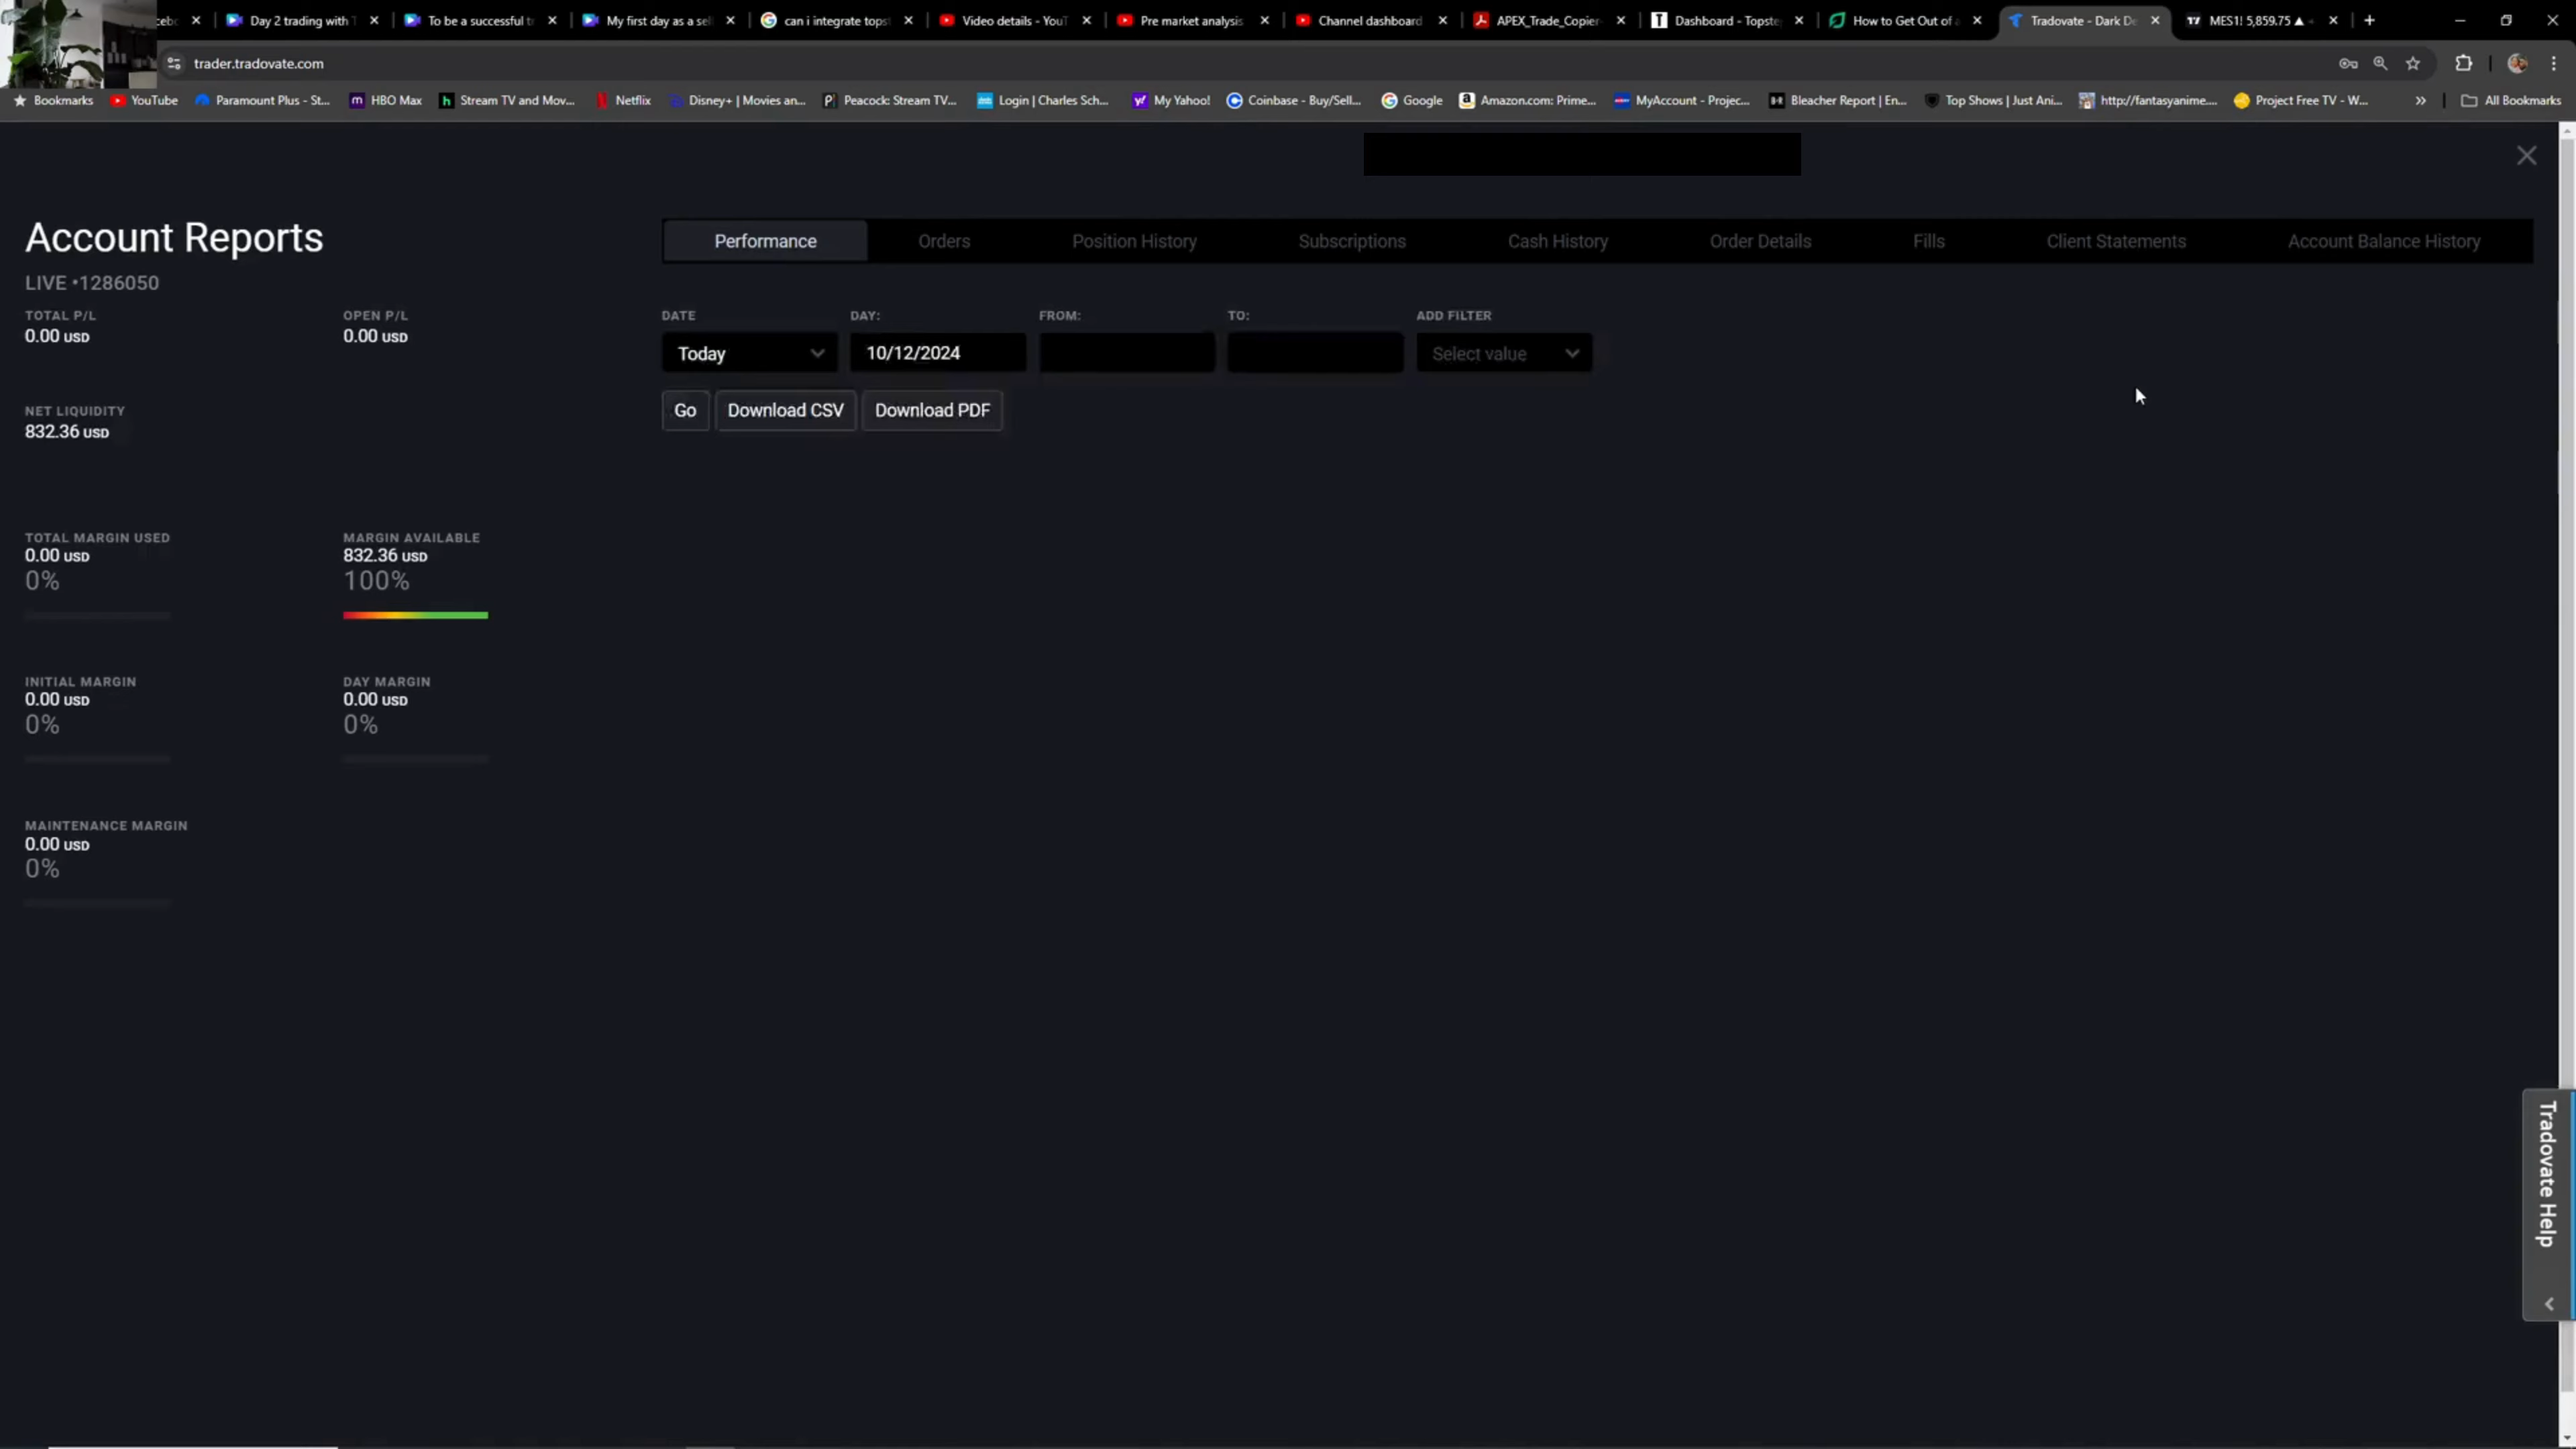 cebo
Day 2 trading with T
To be a successful tr
My first day as a sell
can i integrate topst
Video details - YouT
Pre market analysis
Channel dashboard
APEX_Trade_Copier-
Dashboard - Topste
How to Get Out of a
Tradovate - Dark De
MES1! 5,859.75 ▲
trader.tradovate.com
Bookmarks
YouTube
Paramount Plus - St...
HBO Max
Stream TV and Mov...
Netflix
Disney+ | Movies an...
Peacock: Stream TV...
Login | Charles Sch...
My Yahoo!
Coinbase - Buy/Sell...
Google
Amazon.com: Prime...
MyAccount - Projec...
Bleacher Report | En...
Top Shows | Just Ani...
http://fantasyanime....
Project Free TV - W...
All Bookmarks
Account Reports
LIVE •1286050
TOTAL P/L
0.00 USD
OPEN P/L
0.00 USD
NET LIQUIDITY
832.36 USD
TOTAL MARGIN USED
0.00 USD
0%
MARGIN AVAILABLE
832.36 USD
100%
INITIAL MARGIN
0.00 USD
0%
DAY MARGIN
0.00 USD
0%
MAINTENANCE MARGIN
0.00 USD
0%
Performance
Orders
Position History
Subscriptions
Cash History
Order Details
Fills
Client Statements
Account Balance History
DATE
Today
DAY:
10/12/2024
FROM:
TO:
ADD FILTER
Select value
Go
Download CSV
Download PDF
Tradovate Help